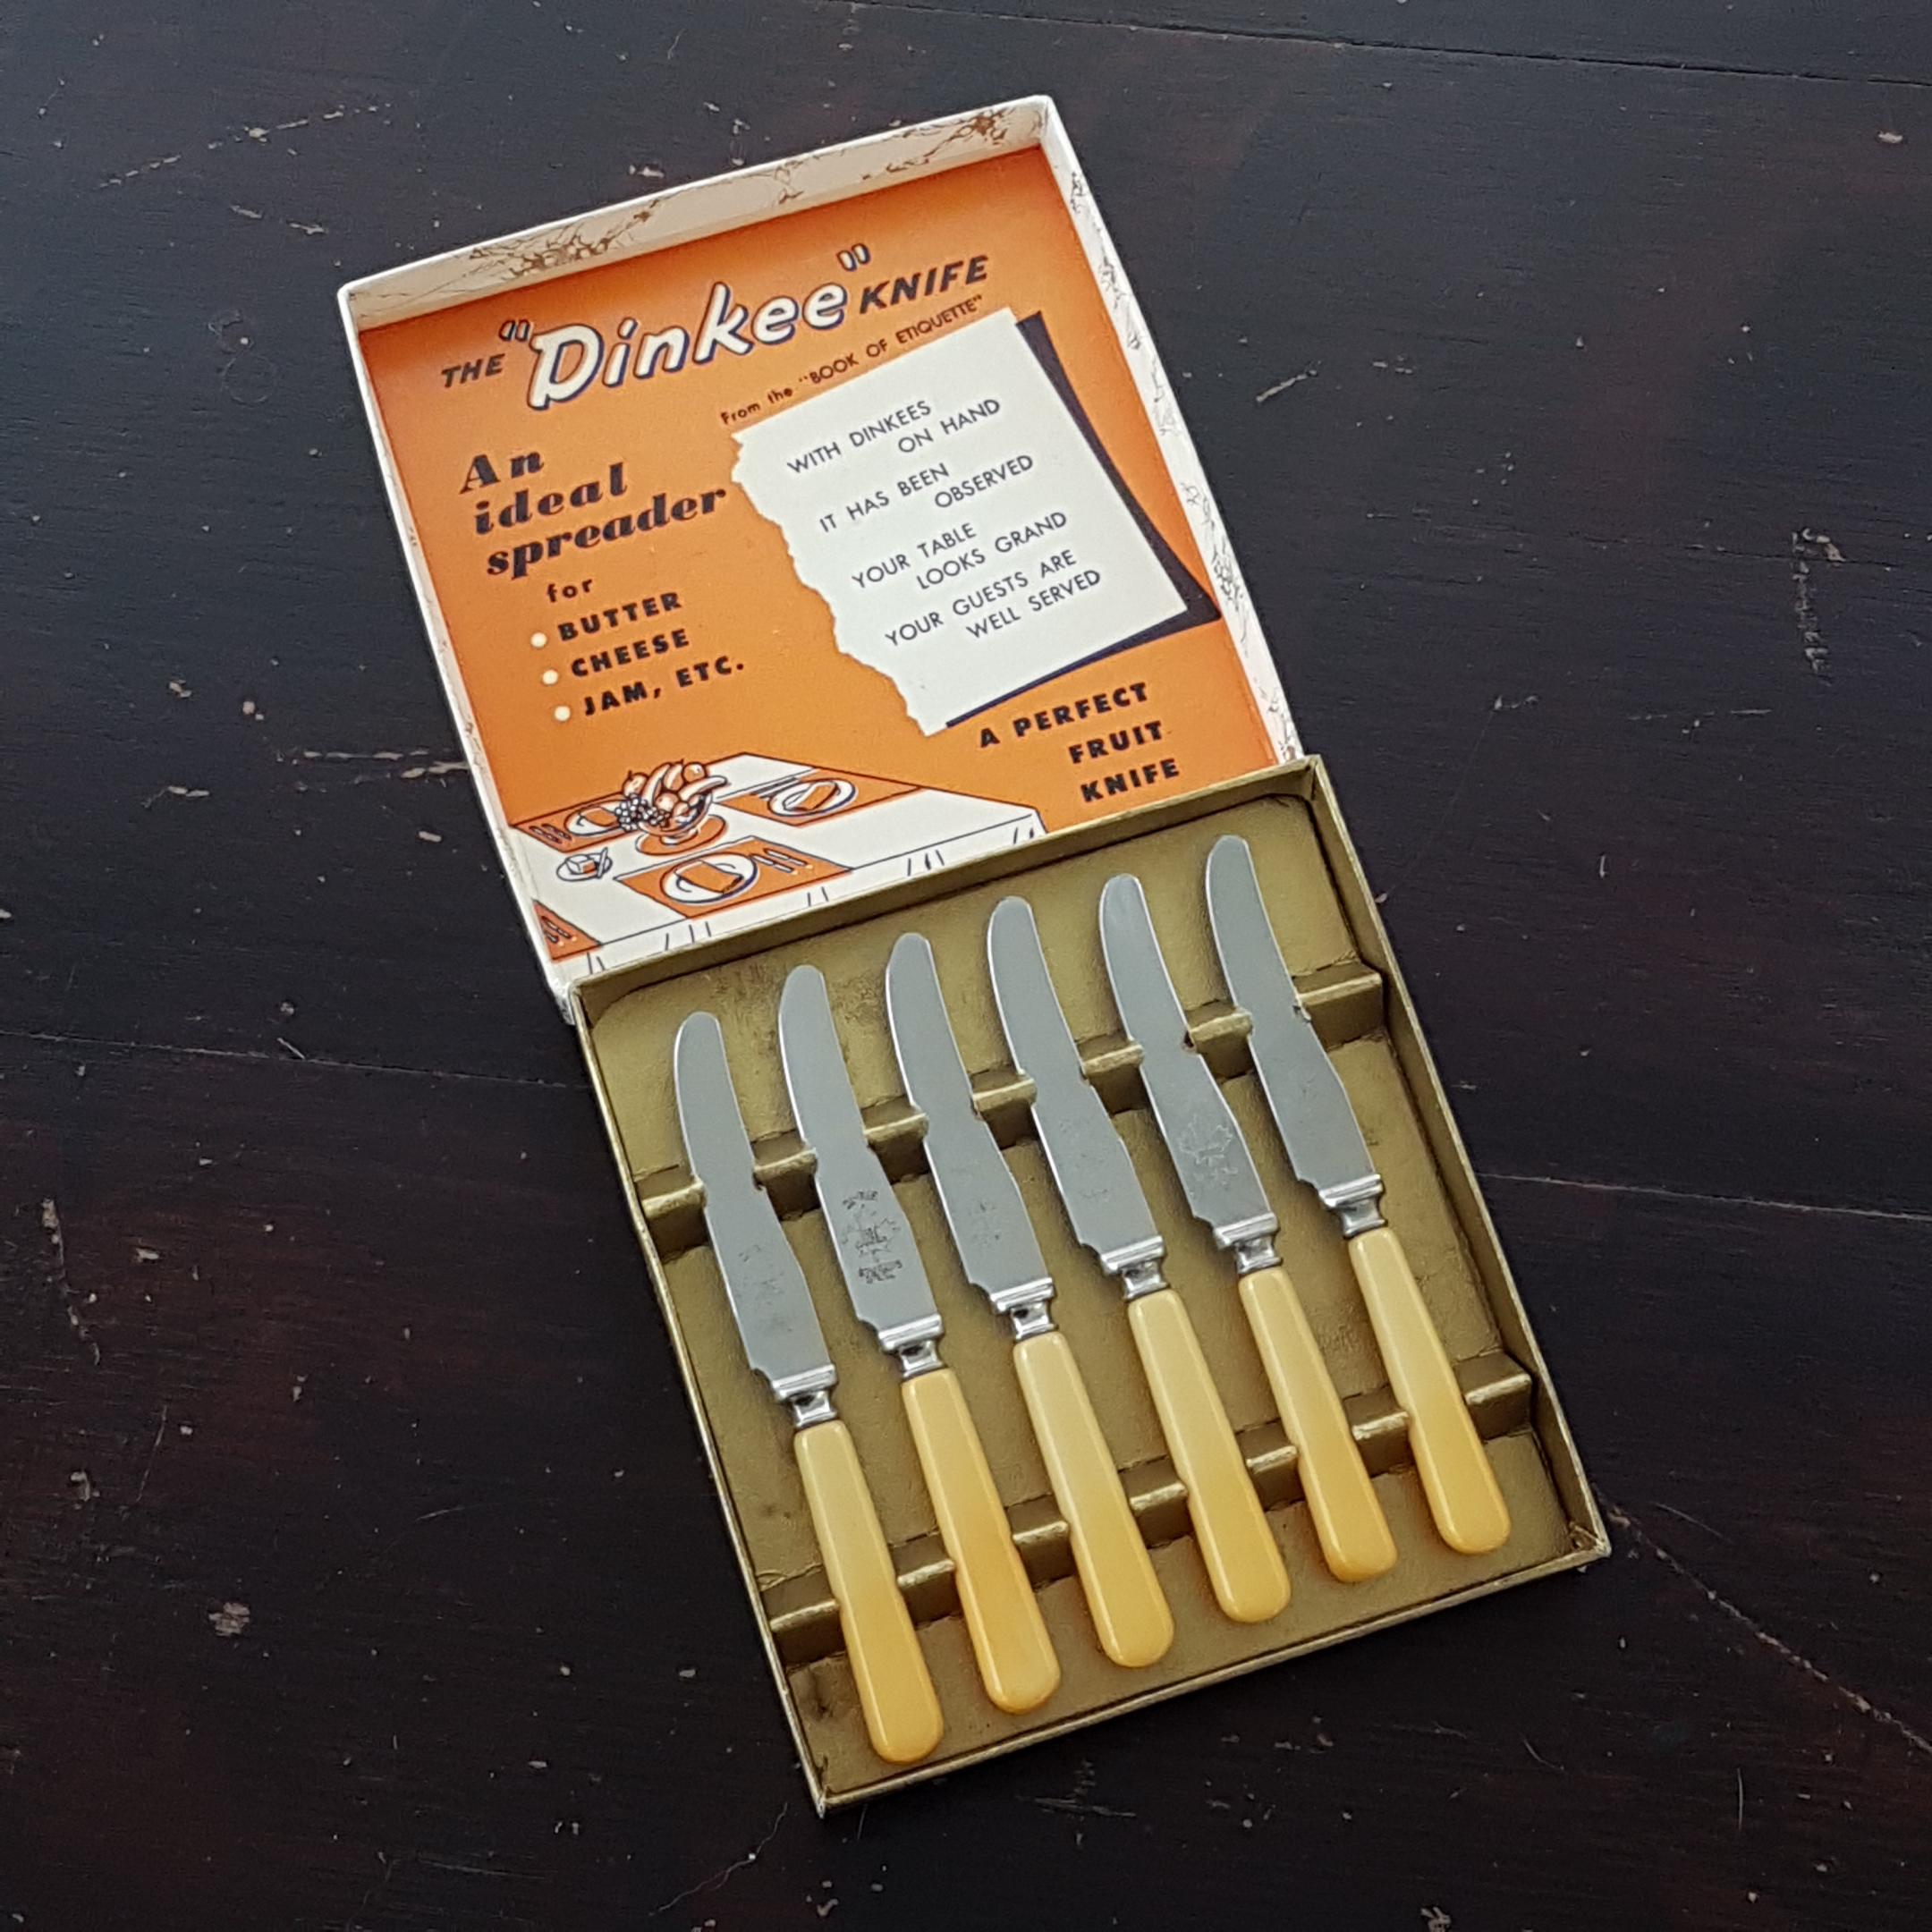 THE "Dinkee" KNIFE
From the "BOOK OF ETIQUETTE"
An
ideal
spreader
for
BUTTER
CHEESE
JAM, ETC.
WITH DINKEES
ON HAND
IT HAS BEEN
OBSERVED
YOUR TABLE
LOOKS GRAND
YOUR GUESTS ARE
WELL SERVED
A PERFECT
FRUIT
KNIFE